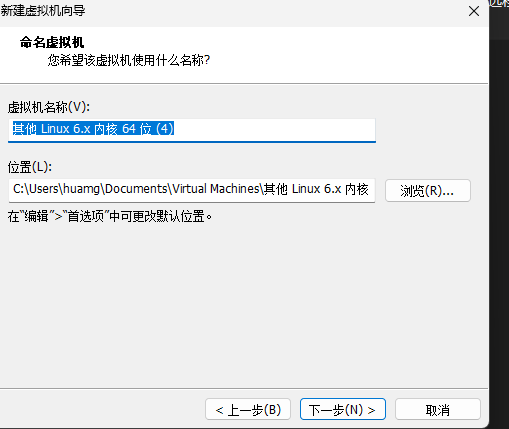 新建虚拟机向导
命名虚拟机
您希望该虚拟机使用什么名称?
虚拟机名称(V):
其他 Linux 6.x 内核 64 位 (4)
位置(L):
C:\Users\huamg\Documents\Virtual Machines\其他 Linux 6.x 内核
浏览(R)...
在"编辑">"首选项"中可更改默认位置。
< 上一步(B)
下一步(N) >
取消